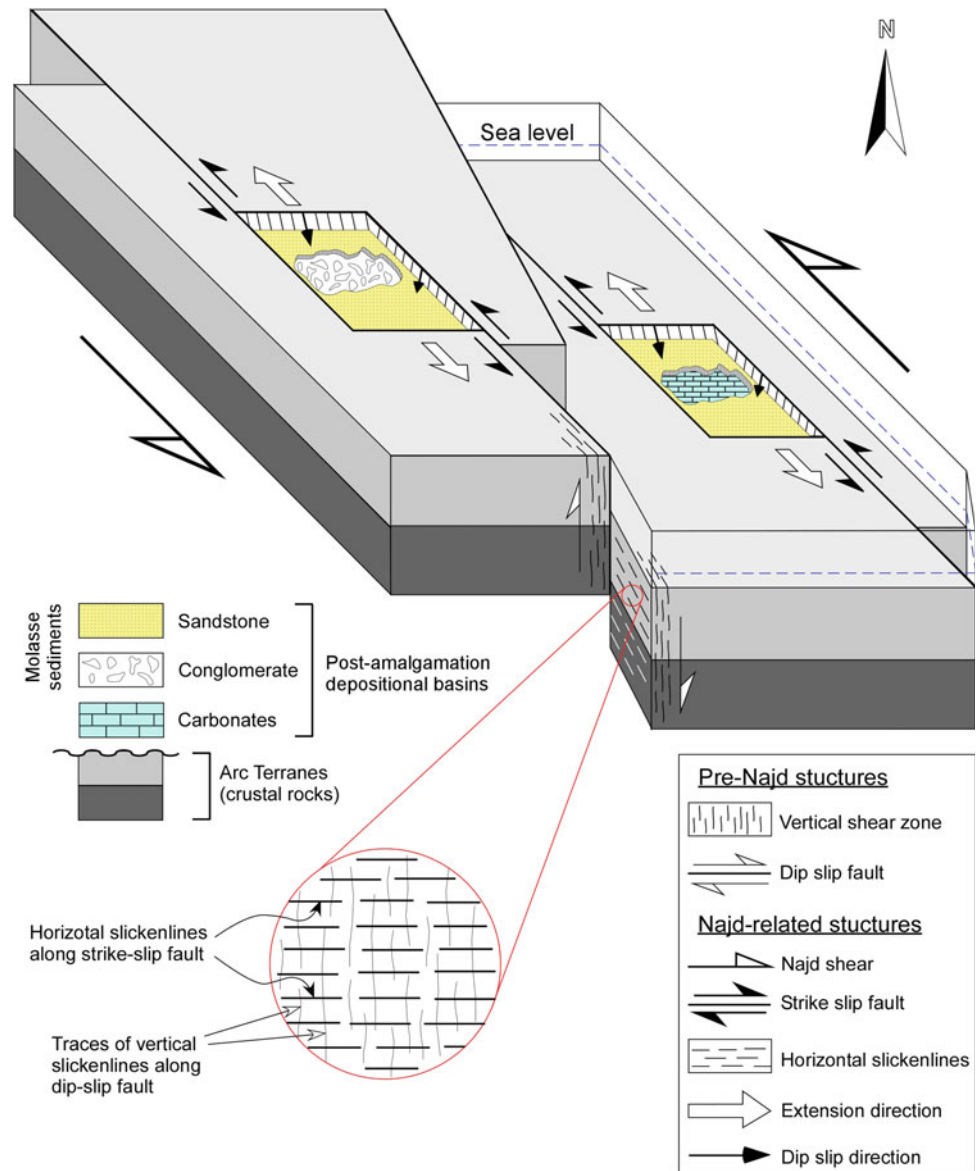 N
Sea level
Molasse
sediments
Sandstone
Conglomerate
Carbonates
Post-amalgamation
depositional basins
Arc Terranes
(crustal rocks)
Horizotal slickenlines
along strike-slip fault
Traces of vertical
slickenlines along
dip-slip fault
Pre-Najd stuctures
Vertical shear zone
Dip slip fault
Najd-related stuctures
Najd shear
Strike slip fault
Horizontal slickenlines
Extension direction
Dip slip direction